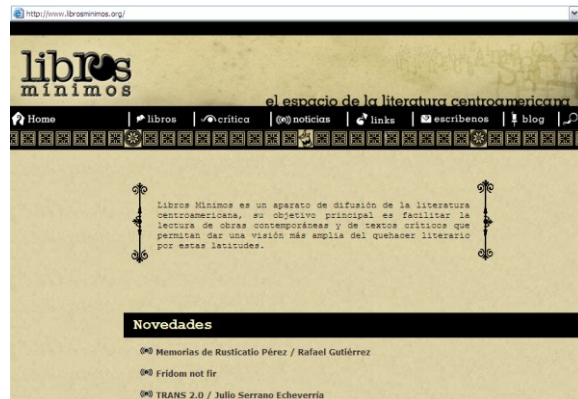 http://www.librosminimos.org/
libros
mínimos
el espacio de la literatura centroamericana
Home libros crítica noticias links escríbenos blog
Libros Mínimos es un aparato de difusión de la literatura
centroamericana, su objetivo principal es facilitar la
lectura de obras contemporáneas y de textos críticos que
permitan dar una visión más amplia del quehacer literario
por estas latitudes.
Novedades
Memorias de Rusticatio Pérez / Rafael Gutiérrez
Fridom not fir
TRANS 2.0 / Julio Serrano Echeverría